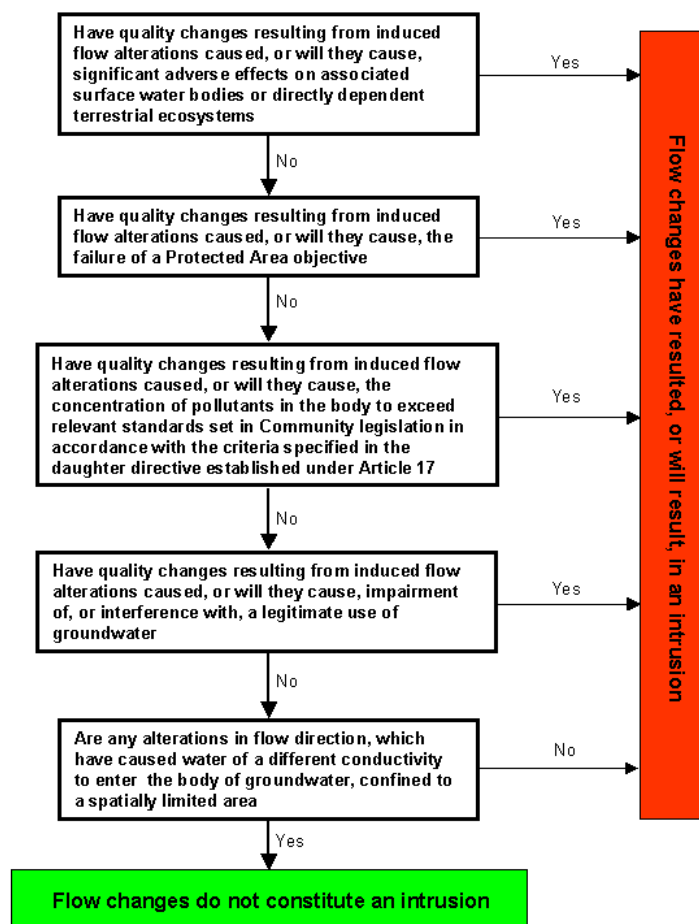 Have quality changes resulting from induced
flow alterations caused, or will they cause,
significant adverse effects on associated
surface water bodies or directly dependent
terrestrial ecosystems
Yes
No
Have quality changes resulting from induced
flow alterations caused, or will they cause, the
failure of a Protected Area objective
Yes
No
Have quality changes resulting from induced flow
alterations caused, or will they cause, the
concentration of pollutants in the body to exceed
relevant standards set in Community legislation in
accordance with the criteria specified in the
daughter directive established under Article 17
Yes
No
Have quality changes resulting from induced flow
alterations caused, or will they cause, impairment
of, or interference with, a legitimate use of
groundwater
Yes
No
Are any alterations in flow direction, which
have caused water of a different conductivity
to enter the body of groundwater, confined to
a spatially limited area
No
Yes
Flow changes do not constitute an intrusion
Flow changes have resulted, or will result, in an intrusion